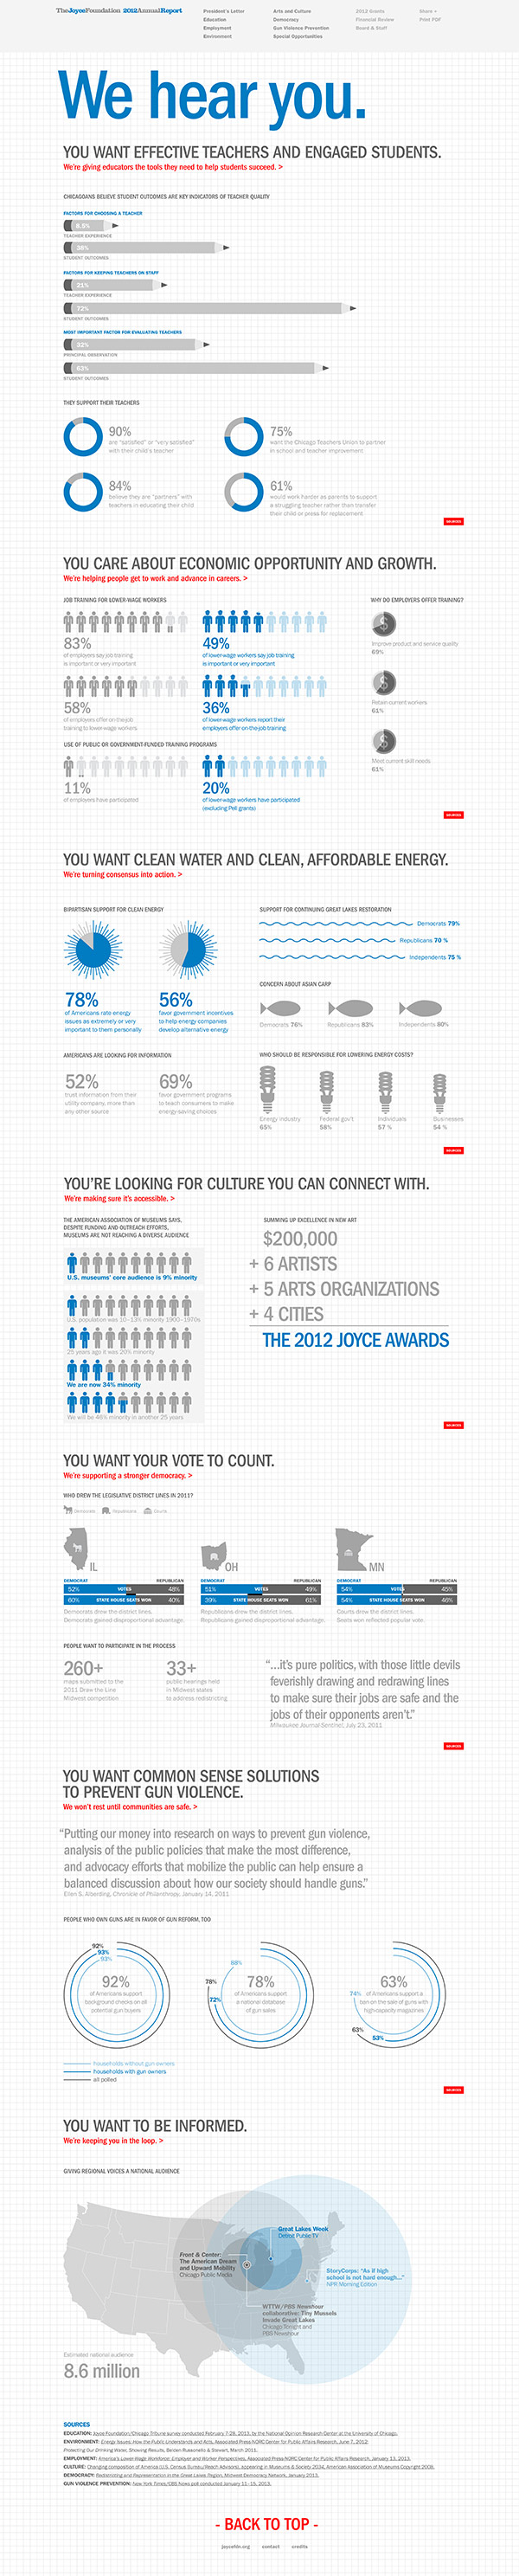 TheJoyceFoundation 2012AnnualReport
President's Letter
Education
Employment
Environment
Arts and Culture
Democracy
Gun Violence Prevention
Special Opportunities
2012 Grants
Financial Review
Board & Staff
Share +
Print PDF
We hear you.
YOU WANT EFFECTIVE TEACHERS AND ENGAGED STUDENTS.
We're giving educators the tools they need to help students succeed. >
CHICAGOANS BELIEVE STUDENT OUTCOMES ARE KEY INDICATORS OF TEACHER QUALITY
FACTORS FOR CHOOSING A TEACHER
8.5%
TEACHER EXPERIENCE
38%
STUDENT OUTCOMES
FACTORS FOR KEEPING TEACHERS ON STAFF
21%
TEACHER EXPERIENCE
72%
STUDENT OUTCOMES
MOST IMPORTANT FACTOR FOR EVALUATING TEACHERS
32%
PRINCIPAL OBSERVATION
63%
STUDENT OUTCOMES
THEY SUPPORT THEIR TEACHERS
90%
are "satisfied" or "very satisfied"
with their child's teacher
75%
want the Chicago Teachers Union to partner
in school and teacher improvement
84%
believe they are "partners" with
teachers in educating their child
61%
would work harder as parents to support
a struggling teacher rather than transfer
their child or press for replacement
SOURCES
YOU CARE ABOUT ECONOMIC OPPORTUNITY AND GROWTH.
We're helping people get to work and advance in careers. >
JOB TRAINING FOR LOWER-WAGE WORKERS
83%
of employers say job training
is important or very important
49%
of lower-wage workers say job training
is important or very important
58%
of employers offer on-the-job
training to lower-wage workers
36%
of lower-wage workers report their
employers offer on-the-job training
USE OF PUBLIC OR GOVERNMENT-FUNDED TRAINING PROGRAMS
11%
of employers have participated
20%
of lower-wage workers have participated
(excluding Pell grants)
WHY DO EMPLOYERS OFFER TRAINING?
Improve product and service quality
69%
Retain current workers
61%
Meet current skill needs
61%
SOURCES
YOU WANT CLEAN WATER AND CLEAN, AFFORDABLE ENERGY.
We're turning consensus into action. >
BIPARTISAN SUPPORT FOR CLEAN ENERGY
78%
of Americans rate energy
issues as extremely or very
important to them personally
56%
favor government incentives
to help energy companies
develop alternative energy
SUPPORT FOR CONTINUING GREAT LAKES RESTORATION
Democrats 79%
Republicans 70 %
Independents 75 %
CONCERN ABOUT ASIAN CARP
Democrats 76%
Republicans 83%
Independents 80%
AMERICANS ARE LOOKING FOR INFORMATION
52%
trust information from their
utility company, more than
any other source
69%
favor government programs
to teach consumers to make
energy-saving choices
WHO SHOULD BE RESPONSIBLE FOR LOWERING ENERGY COSTS?
Energy industry
65%
Federal gov't
58%
Individuals
57 %
Businesses
54 %
SOURCES
YOU'RE LOOKING FOR CULTURE YOU CAN CONNECT WITH.
We're making sure it's accessible. >
THE AMERICAN ASSOCIATION OF MUSEUMS SAYS,
DESPITE FUNDING AND OUTREACH EFFORTS,
MUSEUMS ARE NOT REACHING A DIVERSE AUDIENCE
U.S. museums' core audience is 9% minority
U.S. population was 10–13% minority 1900–1970s
25 years ago it was 20% minority
We are now 34% minority
We will be 46% minority in another 25 years
SUMMING UP EXCELLENCE IN NEW ART
$200,000
+ 6 ARTISTS
+ 5 ARTS ORGANIZATIONS
+ 4 CITIES
THE 2012 JOYCE AWARDS
SOURCES
YOU WANT YOUR VOTE TO COUNT.
We're supporting a stronger democracy. >
WHO DREW THE LEGISLATIVE DISTRICT LINES IN 2011?
Democrats
Republicans
Courts
IL
DEMOCRAT REPUBLICAN
52% VOTES 48%
60% STATE HOUSE SEATS WON 40%
Democrats drew the district lines.
Democrats gained disproportional advantage.
OH
DEMOCRAT REPUBLICAN
51% VOTES 49%
39% STATE HOUSE SEATS WON 61%
Republicans drew the district lines.
Republicans gained disproportional advantage.
MN
DEMOCRAT REPUBLICAN
54% VOTES 45%
54% STATE HOUSE SEATS WON 46%
Courts drew the district lines.
Seats won reflected popular vote.
PEOPLE WANT TO PARTICIPATE IN THE PROCESS
260+
maps submitted to the
2011 Draw the Line
Midwest competition
33+
public hearings held
in Midwest states
to address redistricting
"...it's pure politics, with those little devils
feverishly drawing and redrawing lines
to make sure their jobs are safe and the
jobs of their opponents aren't."
Milwaukee Journal Sentinel, July 23, 2011
SOURCES
YOU WANT COMMON SENSE SOLUTIONS
TO PREVENT GUN VIOLENCE.
We won't rest until communities are safe. >
"Putting our money into research on ways to prevent gun violence,
analysis of the public policies that make the most difference,
and advocacy efforts that mobilize the public can help ensure a
balanced discussion about how our society should handle guns."
Ellen S. Alberding, Chronicle of Philanthropy, January 14, 2011
PEOPLE WHO OWN GUNS ARE IN FAVOR OF GUN REFORM, TOO
92%
93%
93%
92%
of Americans support
background checks on all
potential gun buyers
88%
78%
72%
78%
of Americans support
a national database
of gun sales
74%
63%
53%
63%
of Americans support a
ban on the sale of guns with
high-capacity magazines
households without gun owners
households with gun owners
all polled
SOURCES
YOU WANT TO BE INFORMED.
We're keeping you in the loop. >
GIVING REGIONAL VOICES A NATIONAL AUDIENCE
Great Lakes Week
Detroit Public TV
Front & Center:
The American Dream
and Upward Mobility
Chicago Public Media
StoryCorps: "As if high
school is not hard enough..."
NPR Morning Edition
WTTW/PBS Newshour
collaborative: Tiny Mussels
Invade Great Lakes
Chicago Tonight and
PBS Newshour
Estimated national audience
8.6 million
SOURCES
EDUCATION: Joyce Foundation/Chicago Tribune survey conducted February 7-28, 2013, by the National Opinion Research Center at the University of Chicago.
ENVIRONMENT: Energy Issues: How the Public Understands and Acts, Associated Press-NORC Center for Public Affairs Research, June 7, 2012.
Protecting Our Drinking Water, Showing Results, Belden Russonello & Stewart, March 2011.
EMPLOYMENT: America's Lower-Wage Workforce: Employer and Worker Perspectives, Associated Press-NORC Center for Public Affairs Research, January 13, 2013.
CULTURE: Changing composition of America (U.S. Census Bureau/Reach Advisors), appearing in Museums & Society 2034, American Association of Museums Copyright 2008.
DEMOCRACY: Redistricting and Representation in the Great Lakes Region, Midwest Democracy Network, January 2013.
GUN VIOLENCE PREVENTION: New York Times/CBS News poll conducted January 11–15, 2013.
- BACK TO TOP -
joycefdn.org
contact
credits